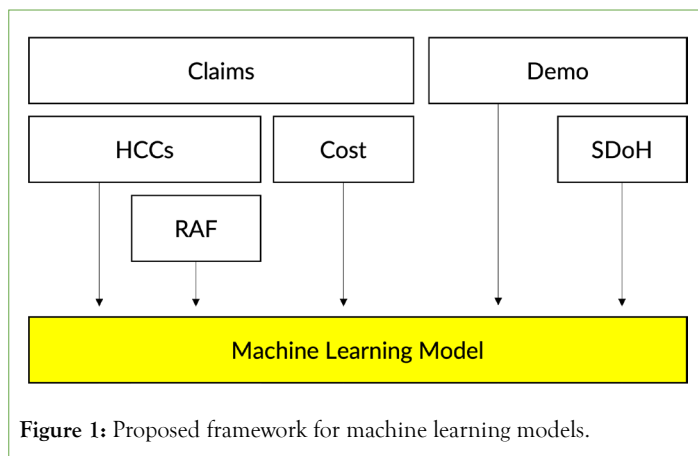 Claims
Demo
HCCs
Cost
SDoH
RAF
Machine Learning Model
Figure 1: Proposed framework for machine learning models.